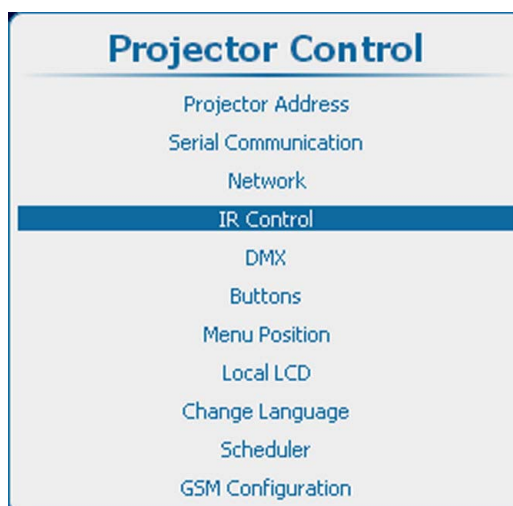 Projector Control
Projector Address
Serial Communication
Network
IR Control
DMX
Buttons
Menu Position
Local LCD
Change Language
Scheduler
GSM Configuration